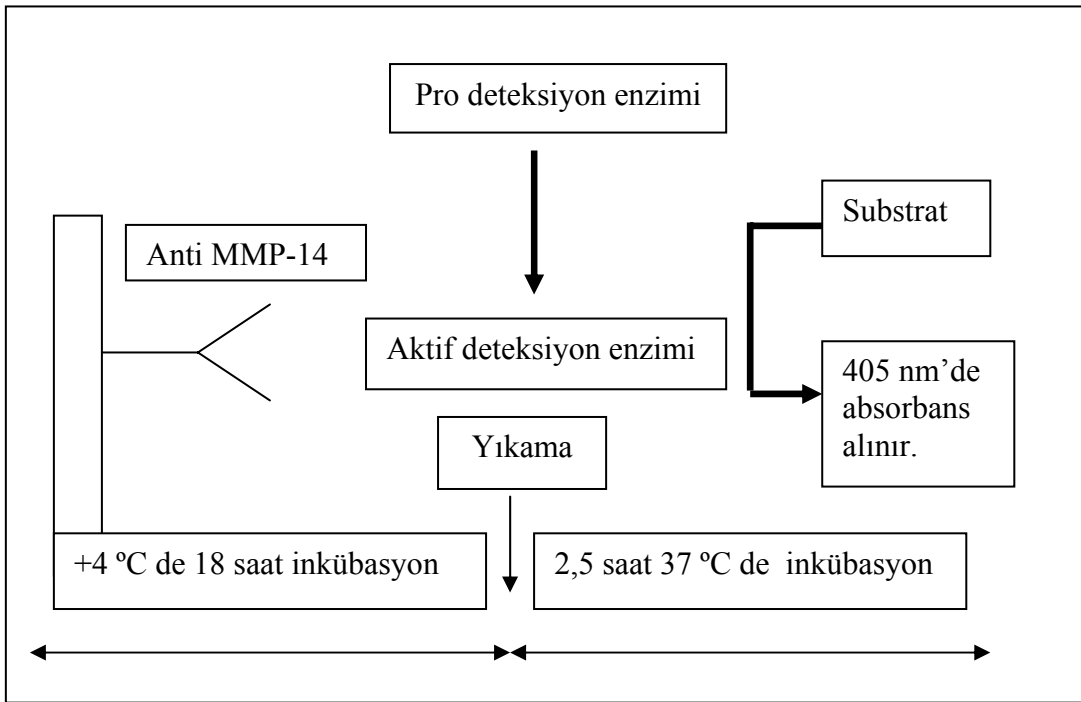 Pro deteksiyon enzimi
Substrat
Anti MMP-14
Aktif deteksiyon enzimi
405 nm’de
absorbans
alınır.
Yıkama
+4 ºC de 18 saat inkübasyon
2,5 saat 37 ºC de inkübasyon